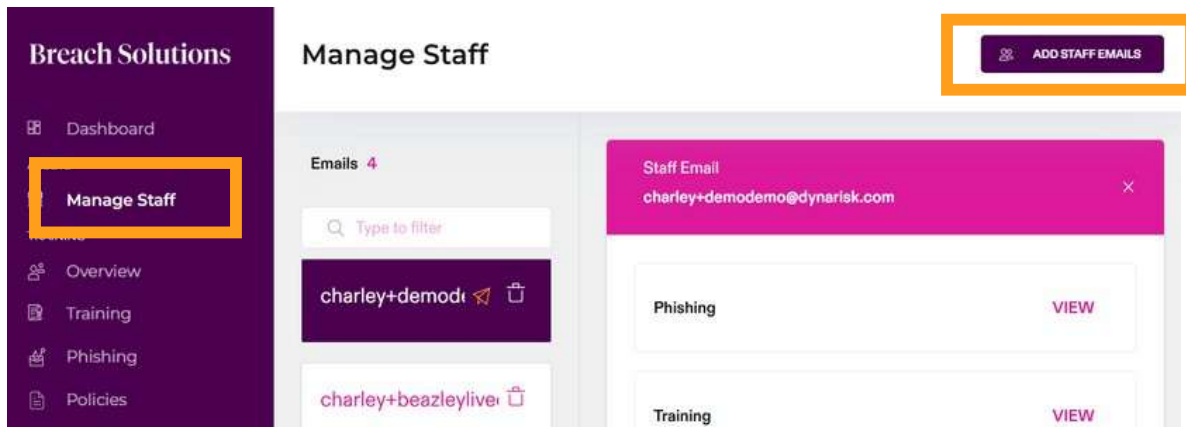 Breach Solutions
Dashboard
Manage Staff
Overview
Training
Phishing
Policies
Manage Staff
ADD STAFF EMAILS
Emails 4
Type to filter
charley+demod
charley+beazleylive
Staff Email
charley+demodemo@dynarisk.com
Phishing VIEW
Training VIEW